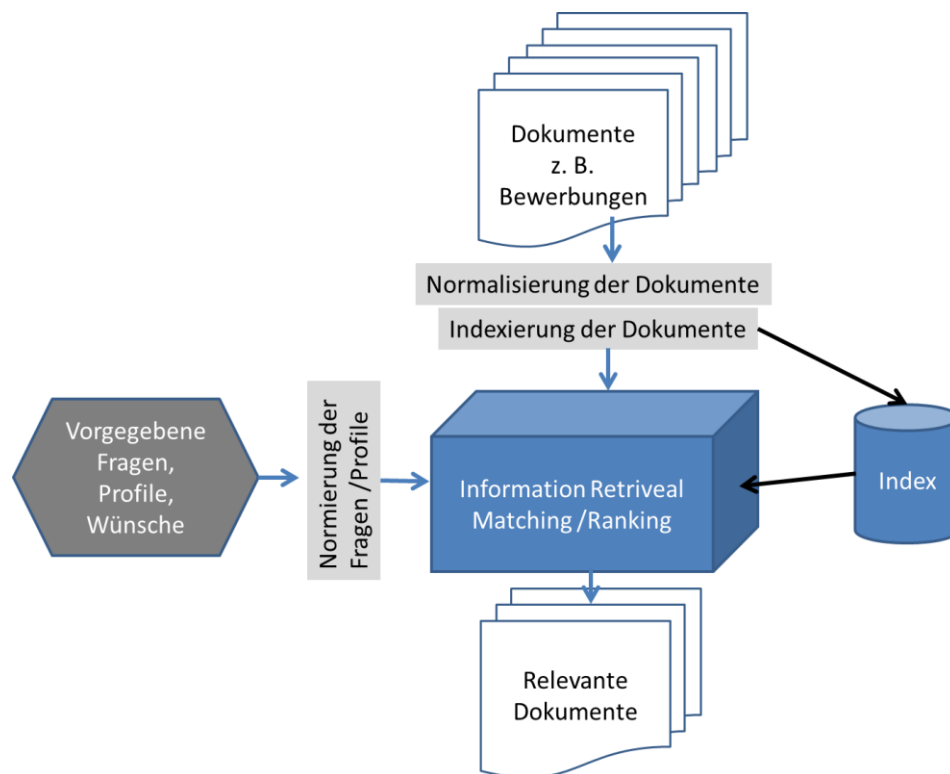 Dokumente
z. B.
Bewerbungen
Normalisierung der Dokumente
Indexierung der Dokumente
Vorgegebene
Fragen,
Profile,
Wünsche
Normierung der
Fragen /Profile
Information Retriveal
Matching /Ranking
Index
Relevante
Dokumente